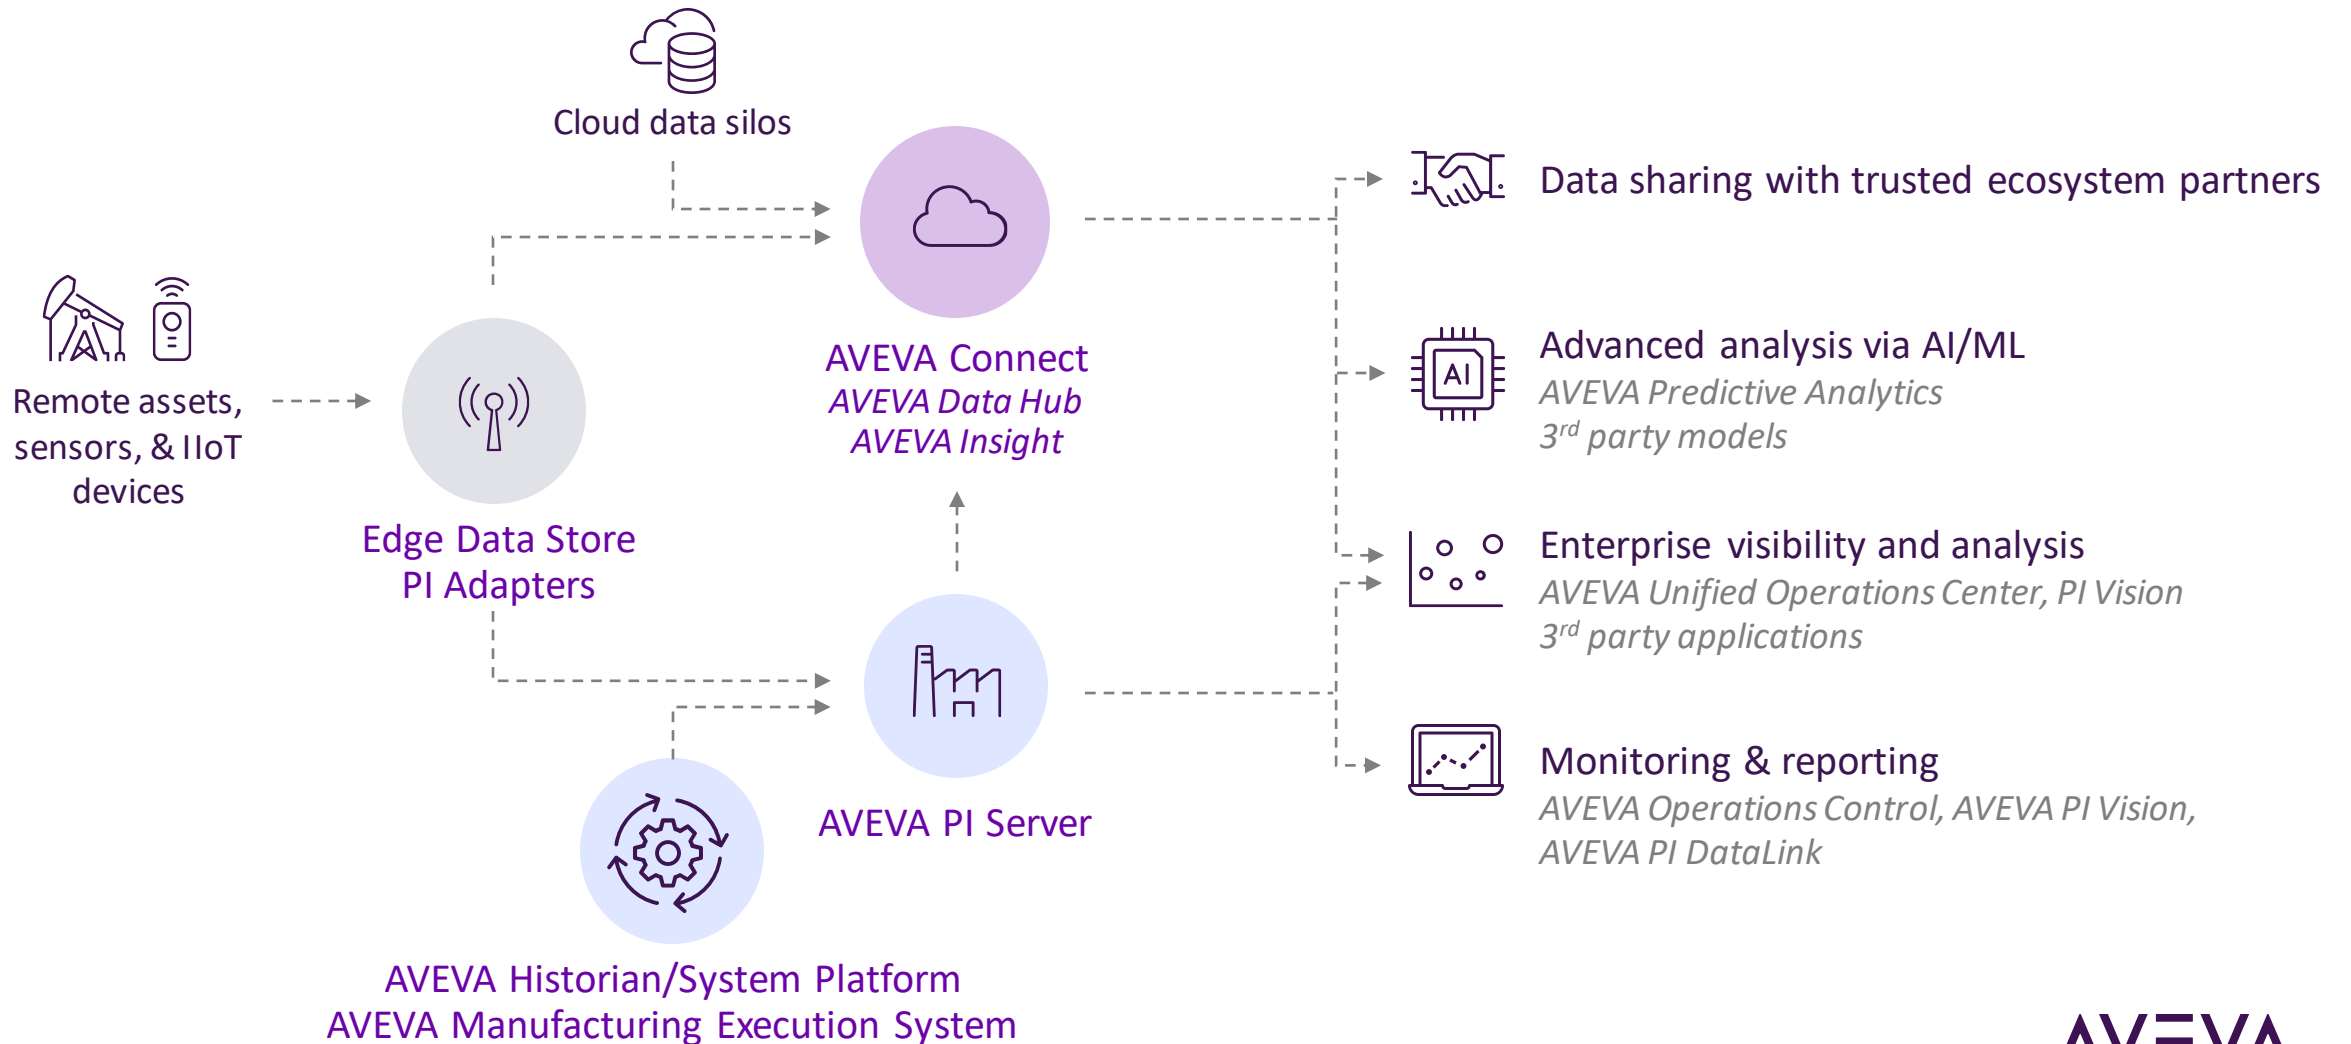 Cloud data silos
Remote assets,
sensors, & IIoT
devices
Edge Data Store
PI Adapters
AVEVA Connect
AVEVA Data Hub
AVEVA Insight
AVEVA PI Server
AVEVA Historian/System Platform
AVEVA Manufacturing Execution System
Data sharing with trusted ecosystem partners
AI
Advanced analysis via AI/ML
AVEVA Predictive Analytics
3rd party models
Enterprise visibility and analysis
AVEVA Unified Operations Center, PI Vision
3rd party applications
Monitoring & reporting
AVEVA Operations Control, AVEVA PI Vision,
AVEVA PI DataLink
AVEVA